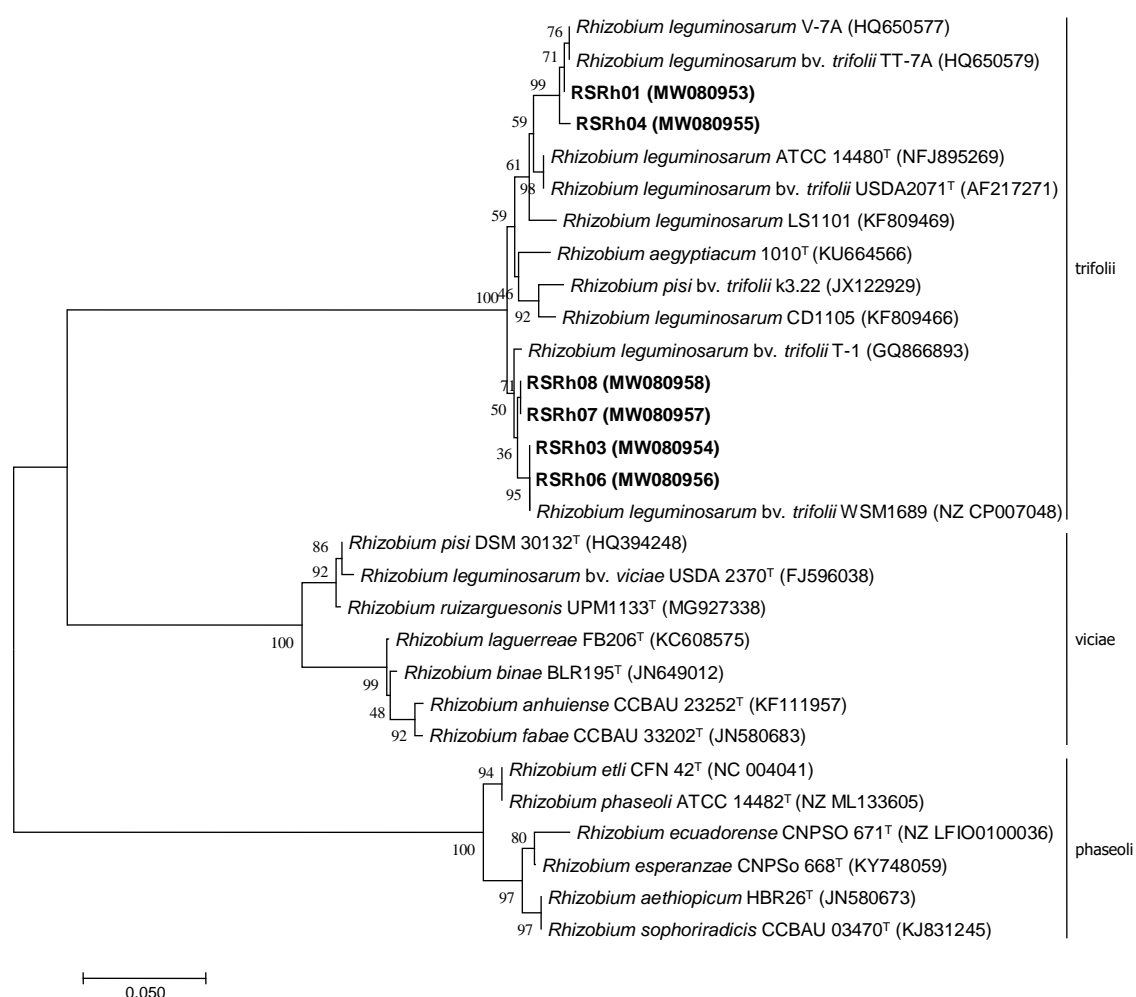 76
Rhizobium leguminosarum V-7A (HQ650577)
71
Rhizobium leguminosarum bv. trifolii TT-7A (HQ650579)
99
RSRh01 (MW080953)
RSRh04 (MW080955)
59
Rhizobium leguminosarum ATCC 14480ᵀ (NFJ895269)
61
98
Rhizobium leguminosarum bv. trifolii USDA2071ᵀ (AF217271)
59
Rhizobium leguminosarum LS1101 (KF809469)
Rhizobium aegyptiacum 1010ᵀ (KU664566)
trifolii
Rhizobium pisi bv. trifolii k3.22 (JX122929)
100
46
92
Rhizobium leguminosarum CD1105 (KF809466)
Rhizobium leguminosarum bv. trifolii T-1 (GQ866893)
71
RSRh08 (MW080958)
50
RSRh07 (MW080957)
36
RSRh03 (MW080954)
RSRh06 (MW080956)
95
Rhizobium leguminosarum bv. trifolii WSM1689 (NZ CP007048)
86
Rhizobium pisi DSM 30132ᵀ (HQ394248)
92
Rhizobium leguminosarum bv. viciae USDA 2370ᵀ (FJ596038)
Rhizobium ruizarguesonis UPM1133ᵀ (MG927338)
100
Rhizobium laguerreae FB206ᵀ (KC608575)
viciae
99
Rhizobium binae BLR195ᵀ (JN649012)
48
Rhizobium anhuiense CCBAU 23252ᵀ (KF111957)
92
Rhizobium fabae CCBAU 33202ᵀ (JN580683)
94
Rhizobium etli CFN 42ᵀ (NC 004041)
Rhizobium phaseoli ATCC 14482ᵀ (NZ ML133605)
80
Rhizobium ecuadorense CNPSO 671ᵀ (NZ LFIO0100036)
100
phaseoli
Rhizobium esperanzae CNPSo 668ᵀ (KY748059)
97
Rhizobium aethiopicum HBR26ᵀ (JN580673)
97
Rhizobium sophoriradicis CCBAU 03470ᵀ (KJ831245)
0.050